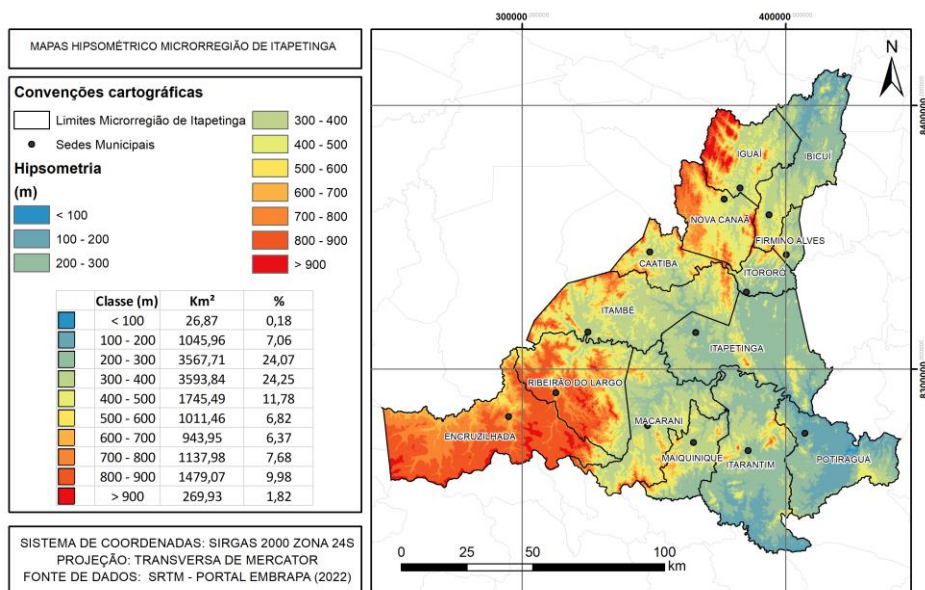 MAPAS HIPSOMÉTRICO MICRORREGIÃO DE ITAPETINGA
Convenções cartográficas
Limites Microrregião de Itapetinga
Sedes Municipais
Hipsometria
(m)
< 100
100 - 200
200 - 300
300 - 400
400 - 500
500 - 600
600 - 700
700 - 800
800 - 900
> 900
Classe (m) Km² %
< 100 26,87 0,18
100 - 200 1045,96 7,06
200 - 300 3567,71 24,07
300 - 400 3593,84 24,25
400 - 500 1745,49 11,78
500 - 600 1011,46 6,82
600 - 700 943,95 6,37
700 - 800 1137,98 7,68
800 - 900 1479,07 9,98
> 900 269,93 1,82
SISTEMA DE COORDENADAS: SIRGAS 2000 ZONA 24S
PROJEÇÃO: TRANSVERSA DE MERCATOR
FONTE DE DADOS: SRTM - PORTAL EMBRAPA (2022)
300000 400000
N
8400000
8300000
IGUAÍ
IBICUÍ
NOVA CANAÃ
FIRMINO ALVES
CAATIBA
ITORORÓ
ITAMBÉ
ITAPETINGA
RIBEIRÃO DO LARGO
MACARANI
ENCRUZILHADA
MAIQUINIQUE
ITARANTIM
POTIRAGUÁ
0 25 50 100
km